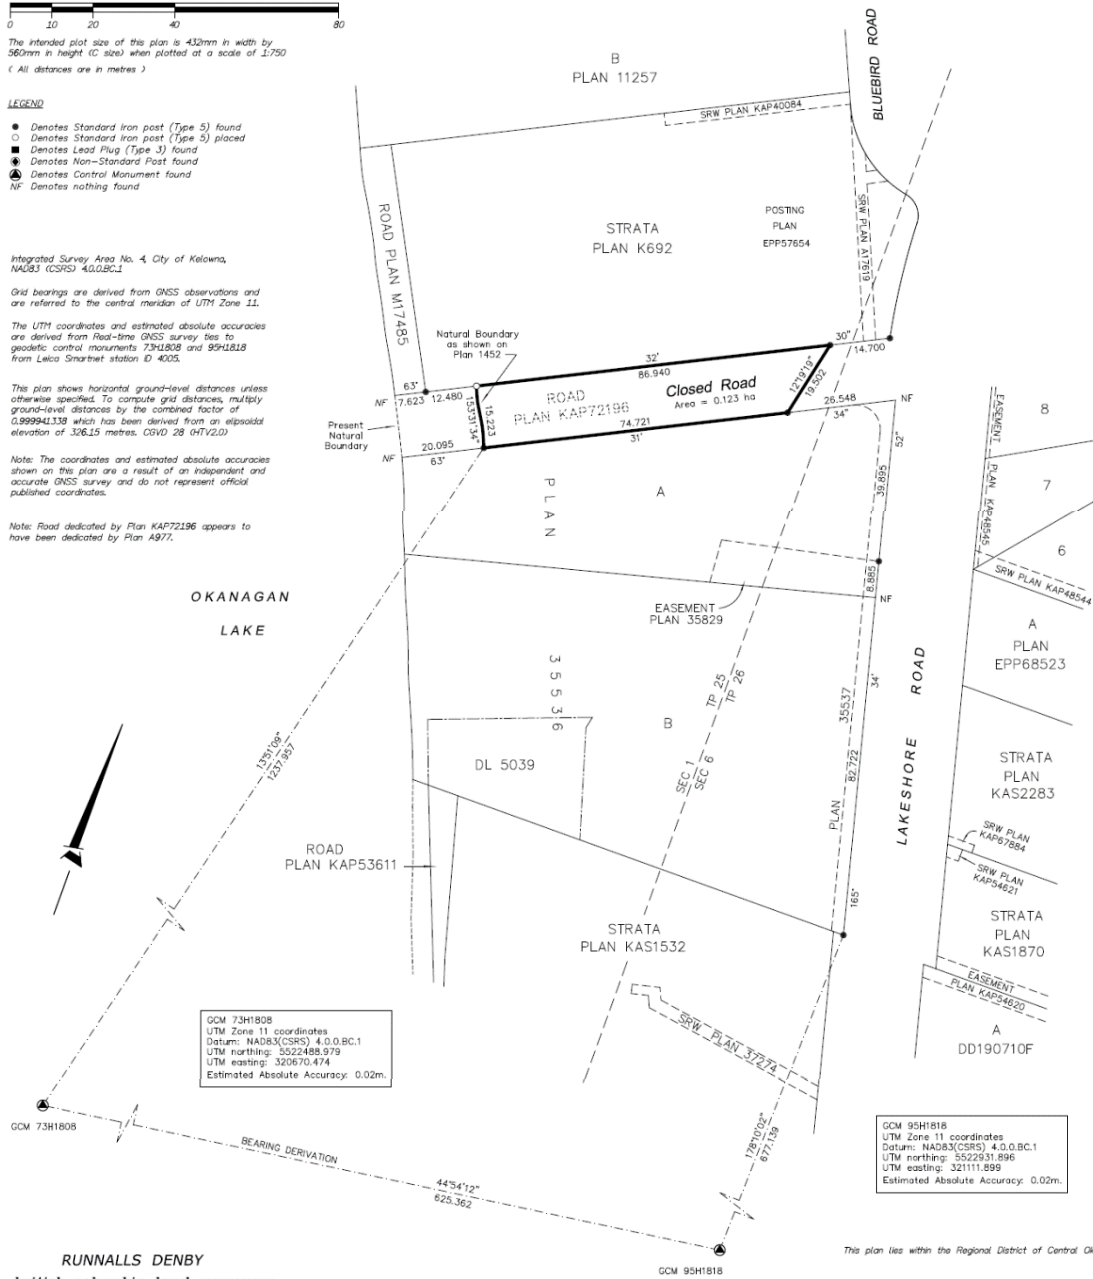 0 10 20 40 80
The intended plot size of this plan is 432mm in width by
560mm in height (C size) when plotted at a scale of 1:750
( All distances are in metres )
LEGEND
Denotes Standard Iron post (Type 5) found
Denotes Standard Iron post (Type 5) placed
Denotes Lead Plug (Type 3) found
Denotes Non-Standard Post found
Denotes Control Monument found
NF Denotes nothing found
Integrated Survey Area No. 4, City of Kelowna,
NAD83 (CSRS) 4.0.0.BC.1
Grid bearings are derived from GNSS observations and
are referred to the central meridian of UTM Zone 11.
The UTM coordinates and estimated absolute accuracies
are derived from Real-time GNSS survey ties to
geodetic control monuments 73H1808 and 95H1818
from Leica Smartnet station ID 4005.
This plan shows horizontal ground-level distances unless
otherwise specified. To compute grid distances, multiply
ground-level distances by the combined factor of
0.999941338 which has been derived from an elipsoidal
elevation of 326.15 metres. CGVD 28 (HTV2.0)
Note: The coordinates and estimated absolute accuracies
shown on this plan are a result of an independent and
accurate GNSS survey and do not represent official
published coordinates.
Note: Road dedicated by Plan KAP72196 appears to
have been dedicated by Plan A977.
B
PLAN 11257
SRW PLAN KAP40084
BLUEBIRD ROAD
ROAD PLAN M17485
STRATA
PLAN K692
POSTING
PLAN
EPP57654
SRW PLAN A17619
Natural Boundary
as shown on
Plan 1452
30"
14.700
32'
86.940
63°
NF 7.623 12.480
ROAD
PLAN KAP72196
Closed Road
Area = 0.123 ha
12°19'19"
19.502
153°31'34"
15.223
74.721
31'
26.548
34"
NF
Present
Natural
Boundary
NF
20.095
63°
52"
39.895
8.885
NF
PLAN
A
EASEMENT
PLAN 35829
EASEMENT
PLAN KAP48545
8
7
6
SRW PLAN KAP48544
A
PLAN
EPP68523
OKANAGAN
LAKE
35536
TP 25
TP 26
SEC 1
SEC 6
B
DL 5039
34'
35537
82.722
PLAN
165°
LAKESHORE ROAD
STRATA
PLAN
KAS2283
SRW PLAN
KAP67884
SRW PLAN
KAP54621
STRATA
PLAN
KAS1870
EASEMENT
PLAN KAP54620
A
DD190710F
13°51'09"
1237.957
ROAD
PLAN KAP53611
STRATA
PLAN KAS1532
SRW PLAN 37274
GCM 73H1808
UTM Zone 11 coordinates
Datum: NAD83(CSRS) 4.0.0.BC.1
UTM northing: 5522488.979
UTM easting: 320670.474
Estimated Absolute Accuracy: 0.02m.
GCM 73H1808
BEARING DERIVATION
44°54'12"
625.362
178°10'02"
677.139
GCM 95H1818
UTM Zone 11 coordinates
Datum: NAD83(CSRS) 4.0.0.BC.1
UTM northing: 5522931.896
UTM easting: 321111.899
Estimated Absolute Accuracy: 0.02m.
GCM 95H1818
This plan lies within the Regional District of Central
RUNNALLS DENBY